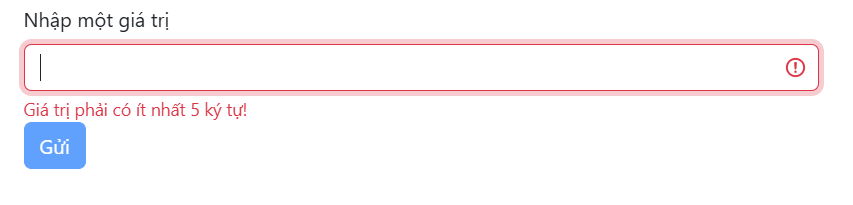 Nhập một giá trị
Giá trị phải có ít nhất 5 ký tự!
Gửi